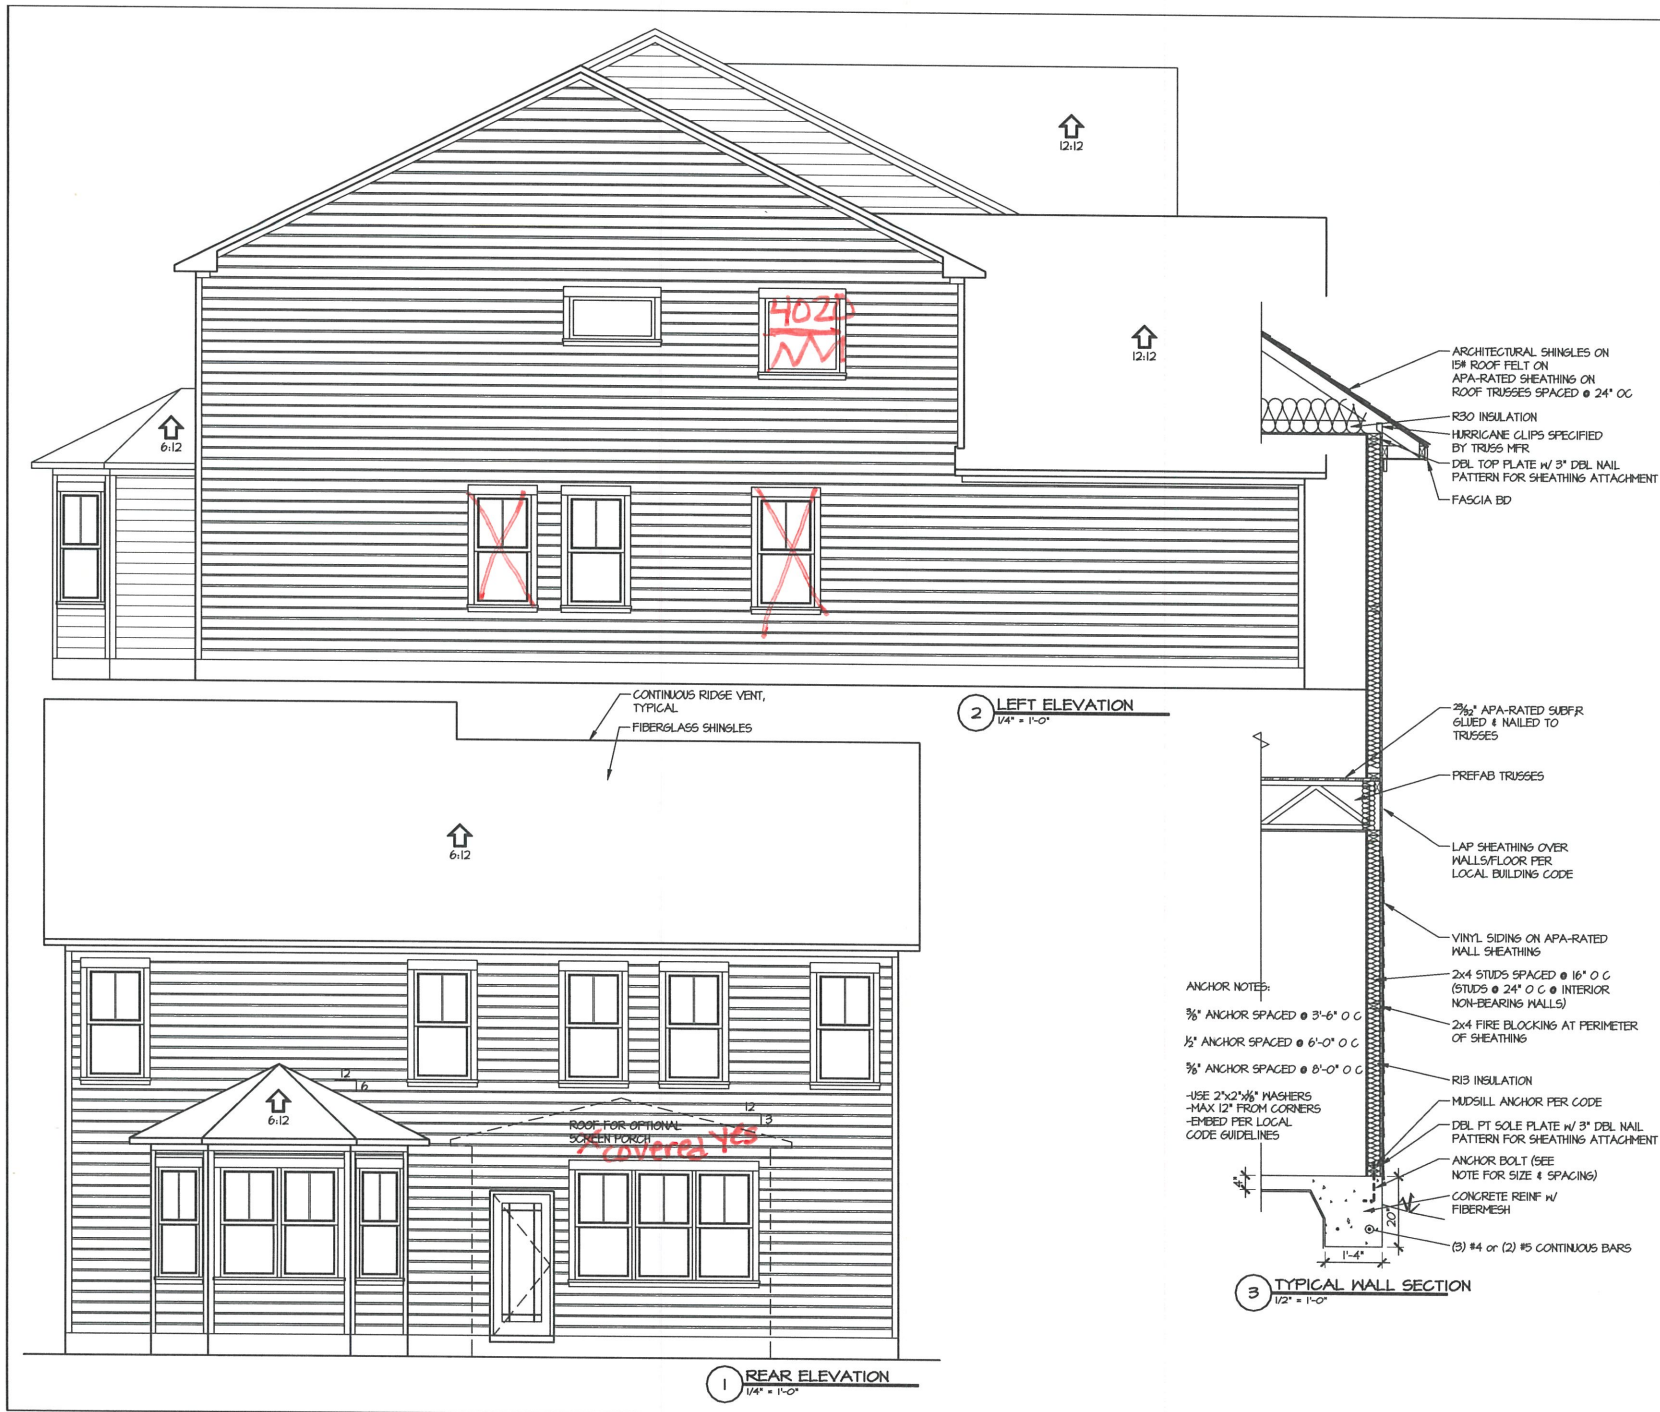 12:12
4020
12:12
6:12
ARCHITECTURAL SHINGLES ON
15# ROOF FELT ON
APA-RATED SHEATHING ON
ROOF TRUSSES SPACED @ 24" OC
R30 INSULATION
HURRICANE CLIPS SPECIFIED
BY TRUSS MFR
DBL TOP PLATE w/ 3" DBL NAIL
PATTERN FOR SHEATHING ATTACHMENT
FASCIA BD
2 LEFT ELEVATION
1/4" = 1'-0"
CONTINUOUS RIDGE VENT,
TYPICAL
FIBERGLASS SHINGLES
6:12
12
6
6:12
12
3
ROOF FOR OPTIONAL
SCREEN PORCH
covered yes
1 REAR ELEVATION
1/4" = 1'-0"
23/32" APA-RATED SUBFLR
GLUED & NAILED TO
TRUSSES
PREFAB TRUSSES
LAP SHEATHING OVER
WALLS/FLOOR PER
LOCAL BUILDING CODE
VINYL SIDING ON APA-RATED
WALL SHEATHING
2x4 STUDS SPACED @ 16" O C
(STUDS @ 24" O C @ INTERIOR
NON-BEARING WALLS)
2x4 FIRE BLOCKING AT PERIMETER
OF SHEATHING
R13 INSULATION
MUDSILL ANCHOR PER CODE
DBL PT SOLE PLATE w/ 3" DBL NAIL
PATTERN FOR SHEATHING ATTACHMENT
ANCHOR BOLT (SEE
NOTE FOR SIZE & SPACING)
CONCRETE REINF w/
FIBERMESH
(3) #4 or (2) #5 CONTINUOUS BARS
ANCHOR NOTES:
3/8" ANCHOR SPACED @ 3'-6" O C
1/2" ANCHOR SPACED @ 6'-0" O C
5/8" ANCHOR SPACED @ 8'-0" O C
-USE 2"x2"x3/16" WASHERS
-MAX 12" FROM CORNERS
-EMBED PER LOCAL
CODE GUIDELINES
4"
20"
1'-4"
3 TYPICAL WALL SECTION
1/2" = 1'-0"